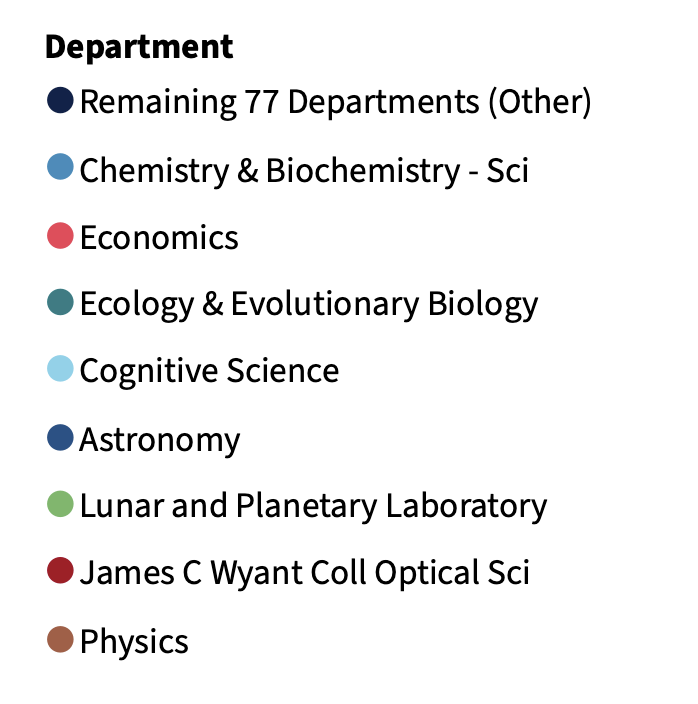 Department
Remaining 77 Departments (Other)
Chemistry & Biochemistry - Sci
Economics
Ecology & Evolutionary Biology
Cognitive Science
Astronomy
Lunar and Planetary Laboratory
James C Wyant Coll Optical Sci
Physics